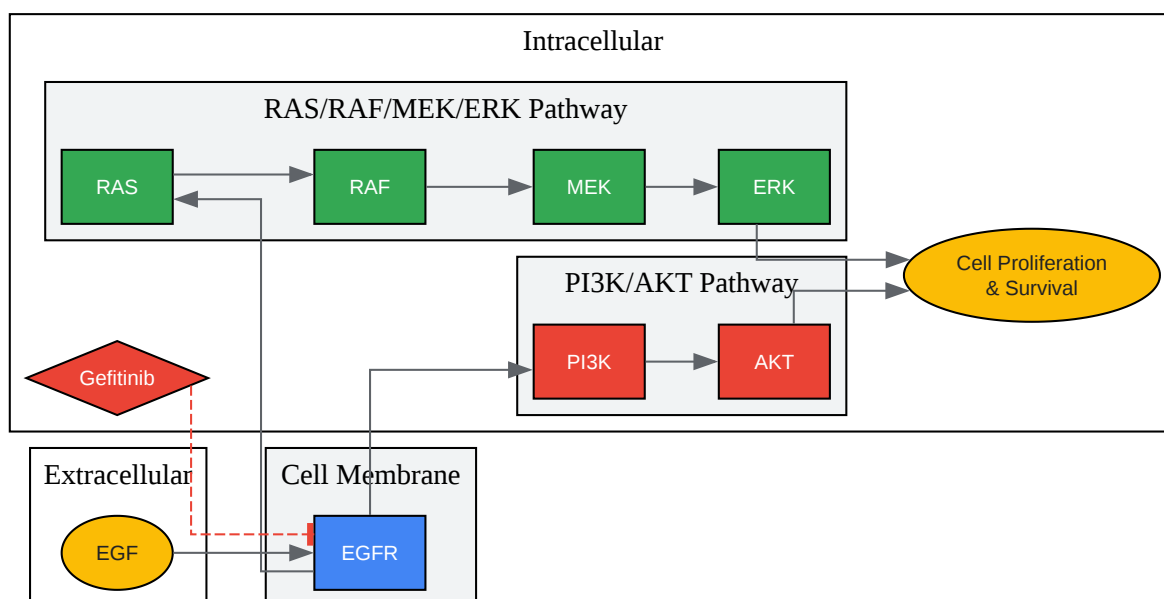 Intracellular
RAS/RAF/MEK/ERK Pathway
RAS
RAF
MEK
ERK
Cell Proliferation
& Survival
PI3K/AKT Pathway
PI3K
AKT
Gefitinib
Extracellular
Cell Membrane
EGF
EGFR